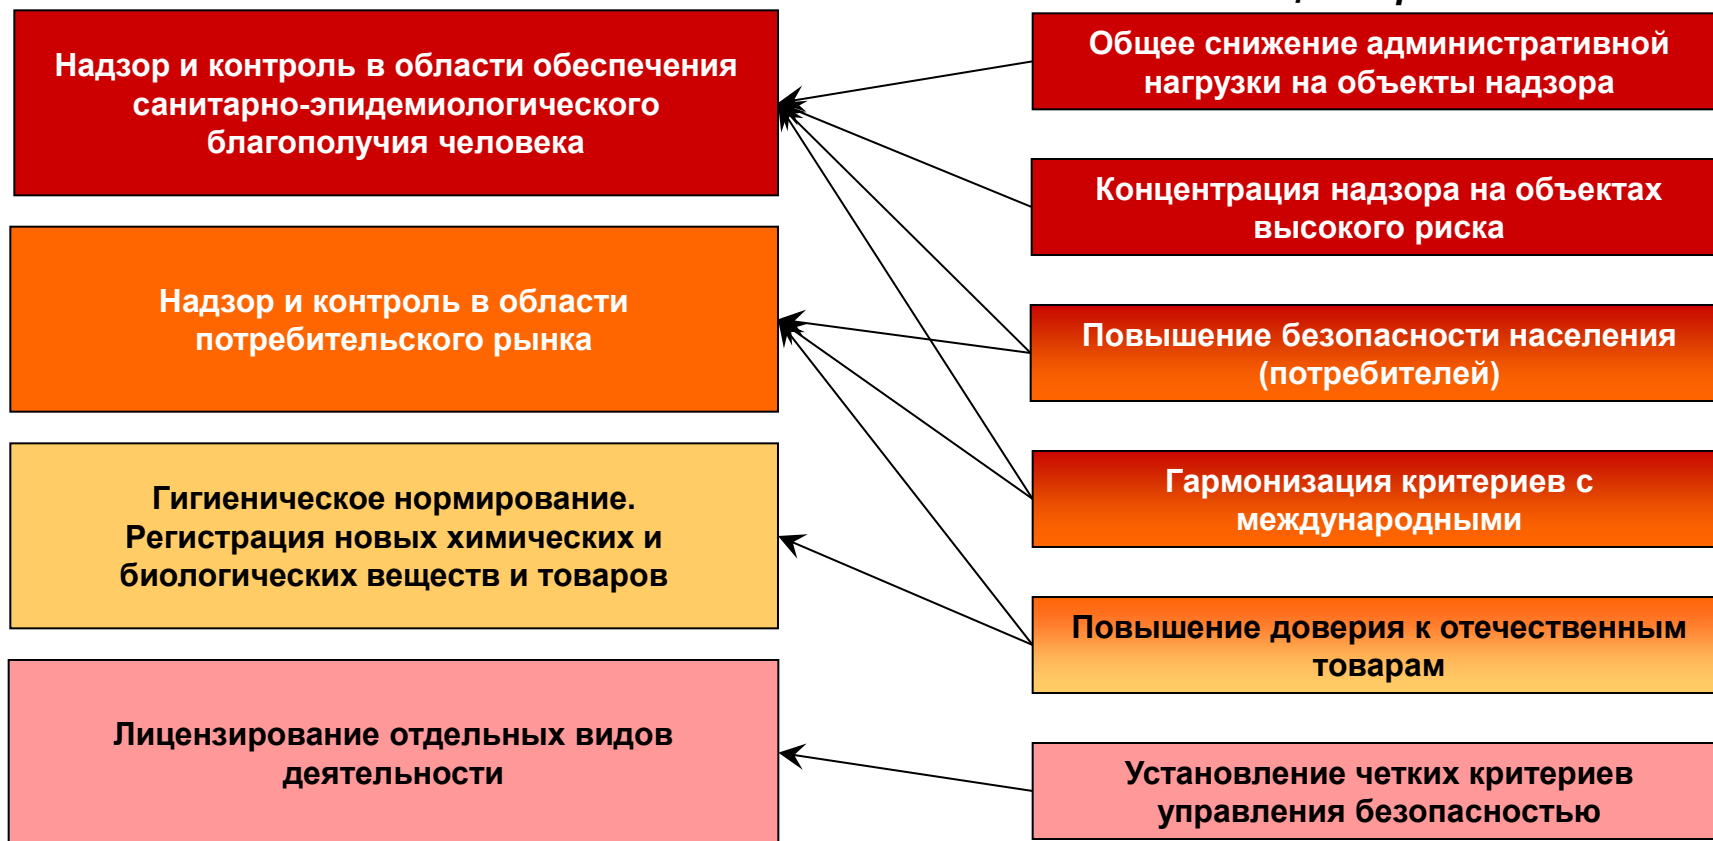 Надзор и контроль в области обеспечения
санитарно-эпидемиологического
благополучия человека
Надзор и контроль в области
потребительского рынка
Гигиеническое нормирование.
Регистрация новых химических и
биологических веществ и товаров
Лицензирование отдельных видов
деятельности
Общее снижение административной
нагрузки на объекты надзора
Концентрация надзора на объектах
высокого риска
Повышение безопасности населения
(потребителей)
Гармонизация критериев с
международными
Повышение доверия к отечественным
товарам
Установление четких критериев
управления безопасностью